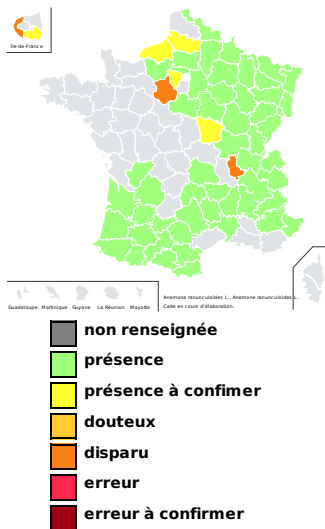 Île-de-France
Guadeloupe Martinique Guyane La Réunion Mayotte
Anemone ranunculoides L., Anemone ranunculoides L.
Carte en cours d'élaboration.
non renseignée
présence
présence à confimer
douteux
disparu
erreur
erreur à confirmer